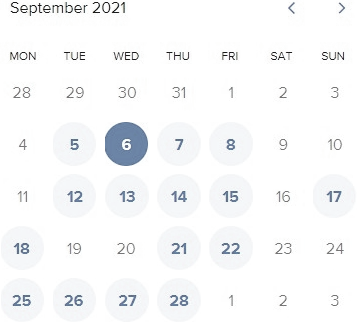 September 2021
MON TUE WED THU FRI SAT SUN
28 29 30 31 1 2 3
4 5 6 7 8 9 10
11 12 13 14 15 16 17
18 19 20 21 22 23 24
25 26 27 28 1 2 3